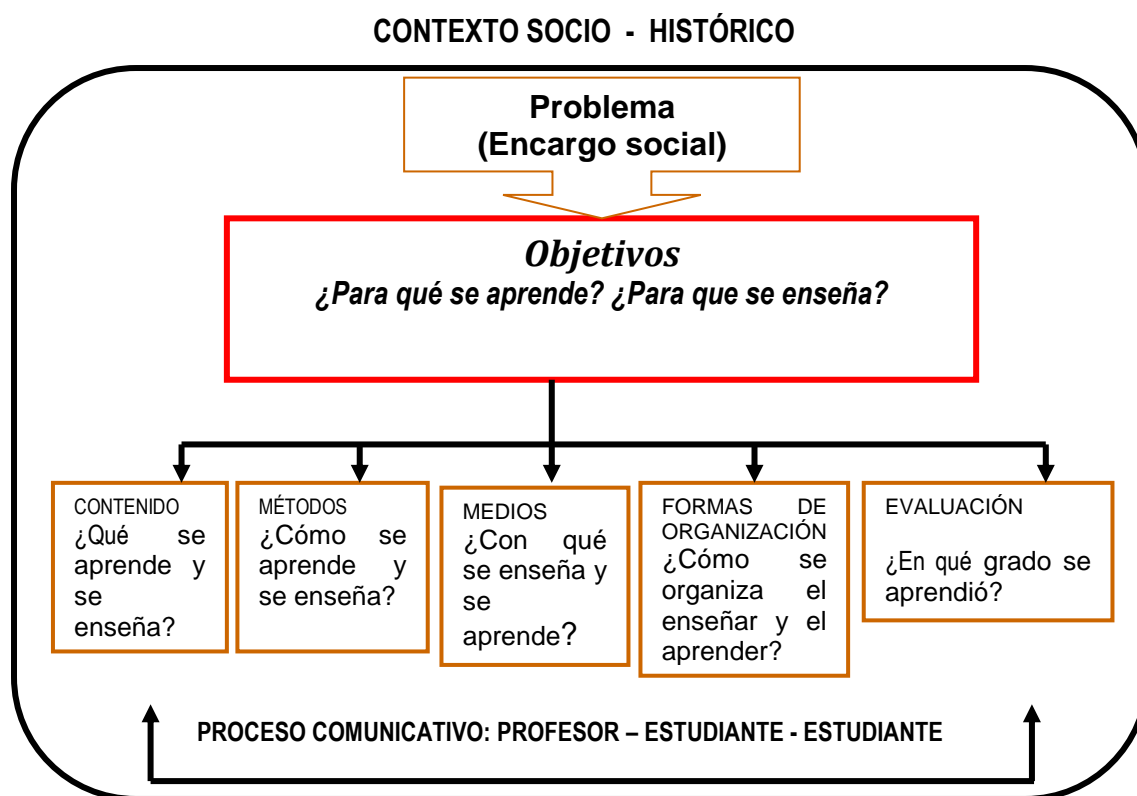 CONTEXTO SOCIO - HISTÓRICO
Problema
(Encargo social)
Objetivos
¿Para qué se aprende? ¿Para que se enseña?
CONTENIDO
¿Qué se
aprende y
se
enseña?
MÉTODOS
¿Cómo se
aprende y
se enseña?
MEDIOS
¿Con qué
se enseña y
se
aprende?
FORMAS DE
ORGANIZACIÓN
¿Cómo se
organiza el
enseñar y el
aprender?
EVALUACIÓN
¿En qué grado se
aprendió?
PROCESO COMUNICATIVO: PROFESOR – ESTUDIANTE - ESTUDIANTE